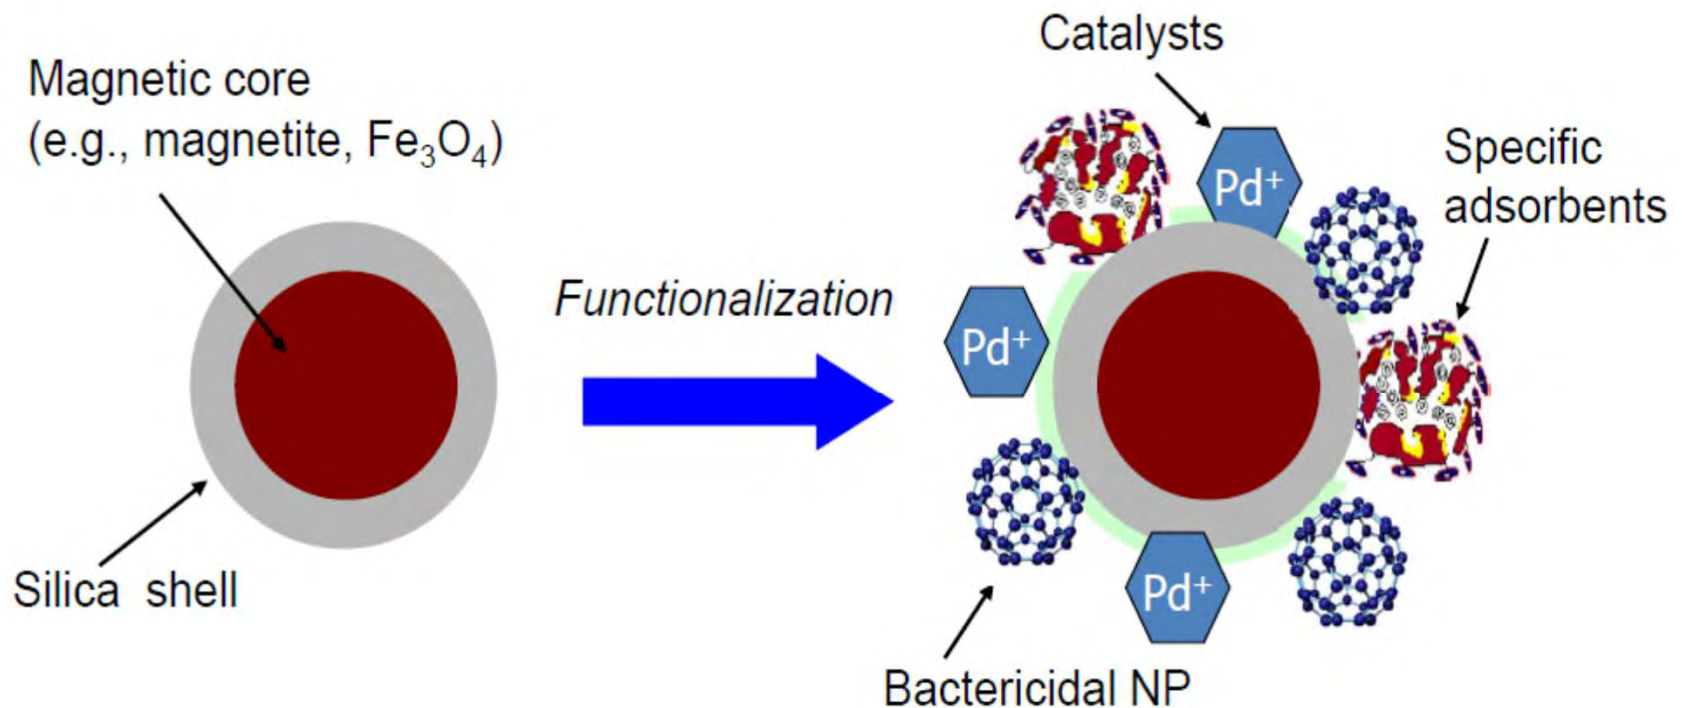 Catalysts
Magnetic core
(e.g., magnetite, Fe₃O₄)
Specific
adsorbents
Pd⁺
Functionalization
Pd⁺
Silica shell
Pd⁺
Bactericidal NP